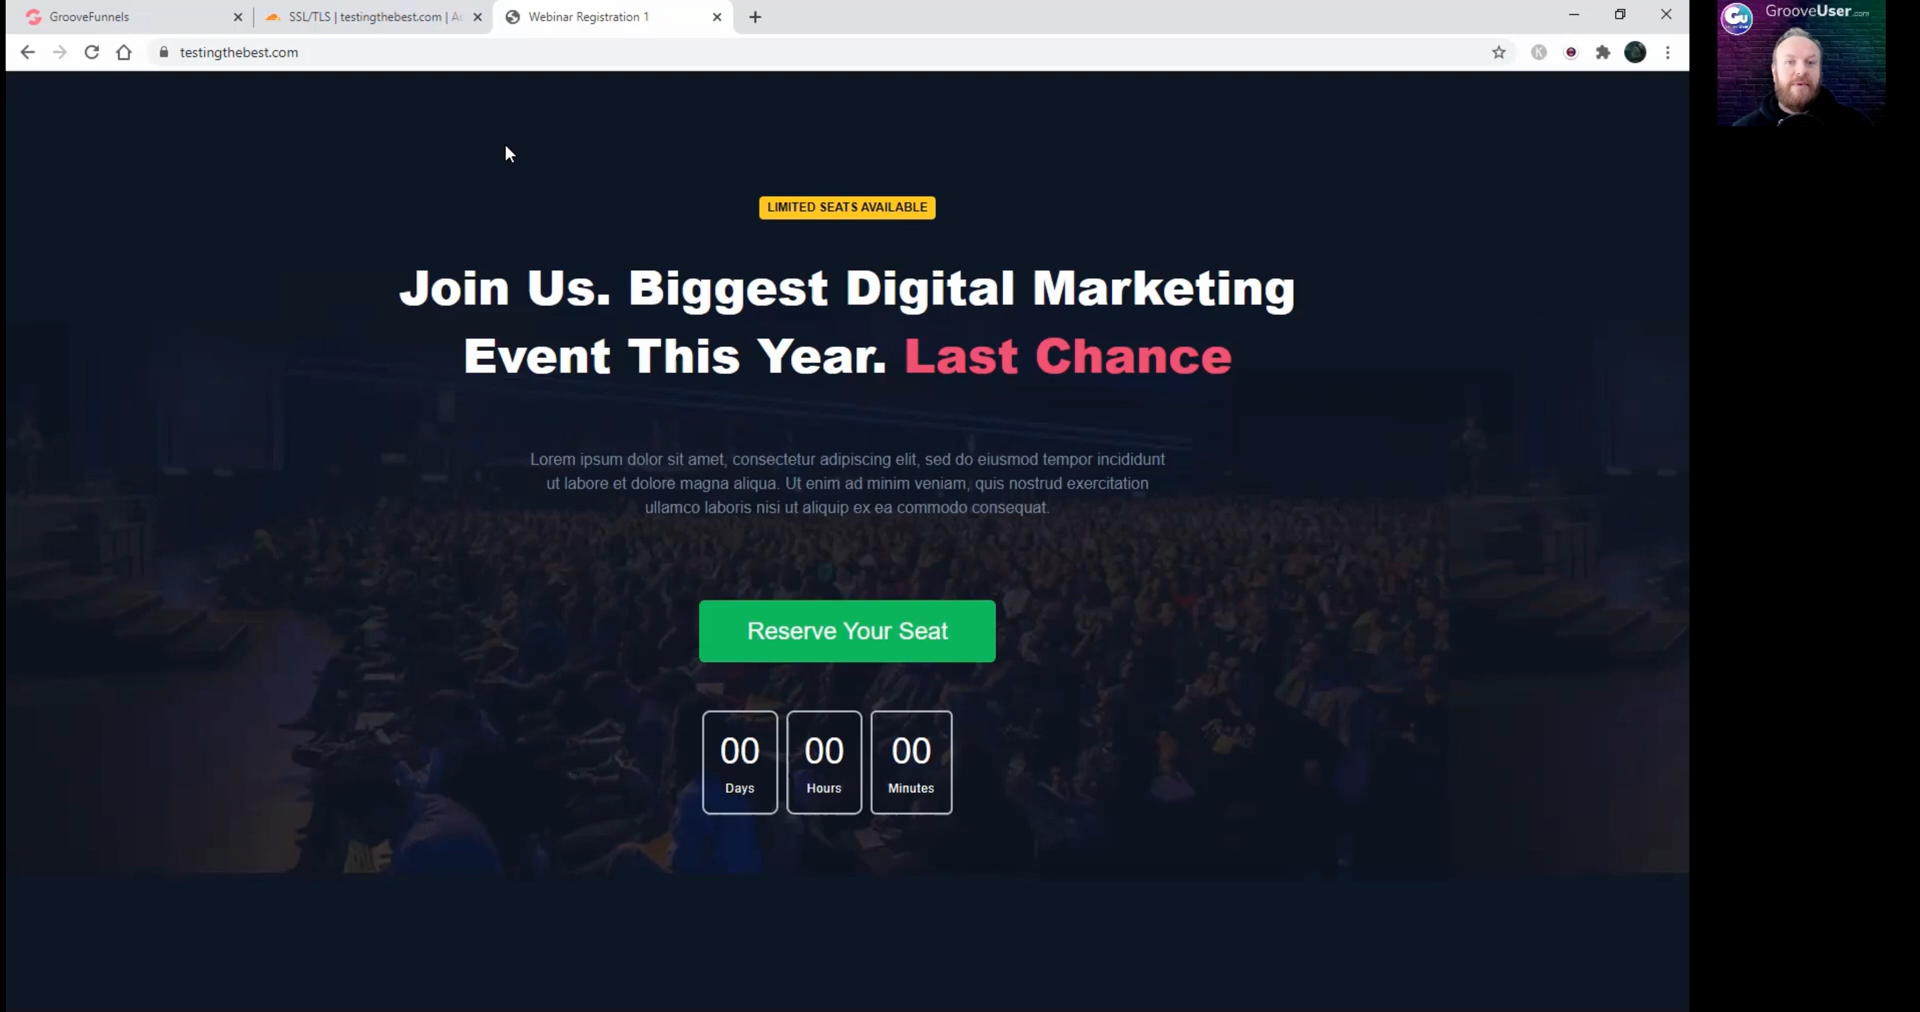 GrooveFunnels
SSL/TLS | testingthebest.com | Ac
Webinar Registration 1
testingthebest.com
GrooveUser.com
Gu
LIMITED SEATS AVAILABLE
Join Us. Biggest Digital Marketing
Event This Year. Last Chance
Lorem ipsum dolor sit amet, consectetur adipiscing elit, sed do eiusmod tempor incididunt
ut labore et dolore magna aliqua. Ut enim ad minim veniam, quis nostrud exercitation
ullamco laboris nisi ut aliquip ex ea commodo consequat.
Reserve Your Seat
00 00 00
Days Hours Minutes